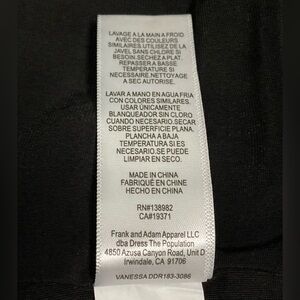 LAVAGE A LA MAIN A FROID
AVEC DES COULEURS
SIMILAIRES.UTILISEZ DE LA
JAVEL SANS CHLORE SI
BESOIN.SECHEZ A PLAT.
REPASSER A BASSE
TEMPERATURE SI
NECESSAIRE.NETTOYAGE
A SEC AUTORISE.
LAVAR A MANO EN AGUA FRIA
CON COLORES SIMILARES.
USAR ÚNICAMENTE
BLANQUEADOR SIN CLORO
CUANDO NECESARIO.SECAR
SOBRE SUPERFICIE PLANA.
PLANCHA A BAJA
TEMPERATURA SI ES
NECESARIO.SE PUEDE
LIMPIAR EN SECO.
MADE IN CHINA
FABRIQUÉ EN CHINE
HECHO EN CHINA
RN#138982
CA#19371
Frank and Adam Apparel LLC
dba Dress The Population
4850 Azusa Canyon Road, Unit D
Irwindale, CA 91706
VANESSA DDR183-3086